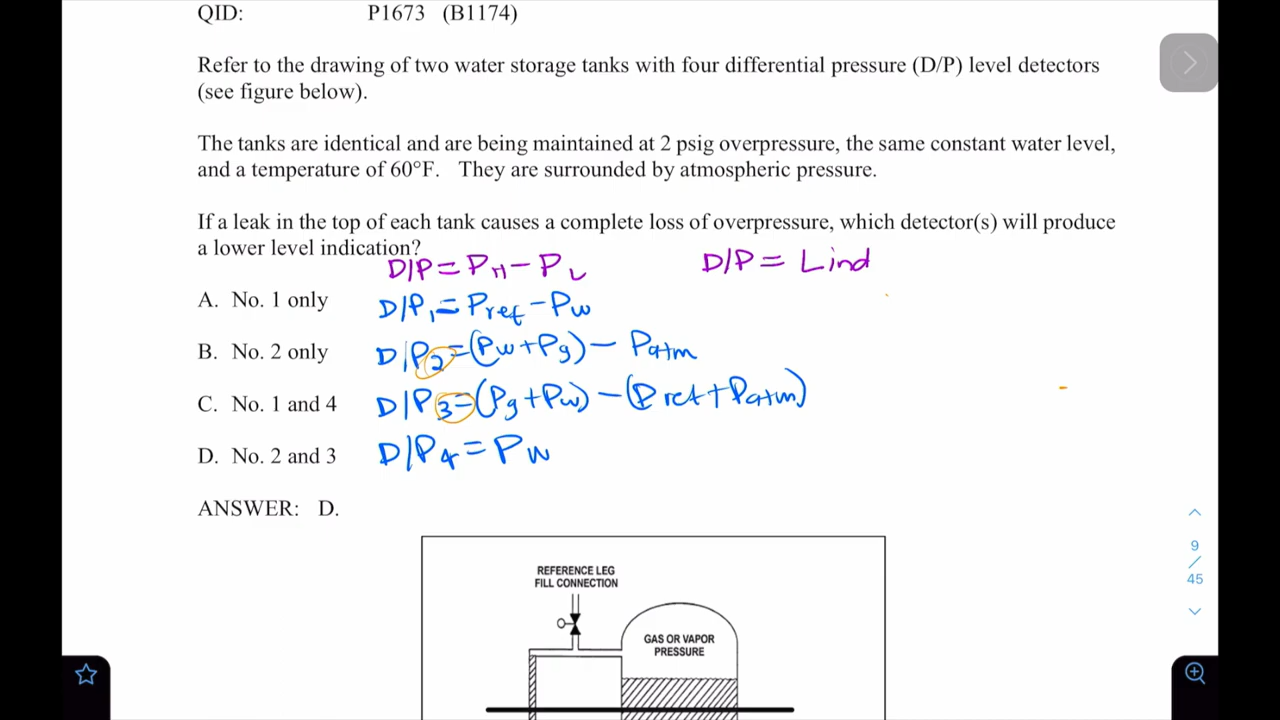 QID: P1673 (B1174)
Refer to the drawing of two water storage tanks with four differential pressure (D/P) level detectors
(see figure below).
The tanks are identical and are being maintained at 2 psig overpressure, the same constant water level,
and a temperature of 60°F. They are surrounded by atmospheric pressure.
If a leak in the top of each tank causes a complete loss of overpressure, which detector(s) will produce
a lower level indication?
D/P = PH - PL D/P = Lind
A. No. 1 only D/P1 = Pref - Pw
B. No. 2 only D/P2 = (Pw + Pg) - Patm
C. No. 1 and 4 D/P3 = (Pg + Pw) - (Pref + Patm)
D. No. 2 and 3 D/P4 = Pw
ANSWER: D.
REFERENCE LEG
FILL CONNECTION
GAS OR VAPOR
PRESSURE
9
/
45